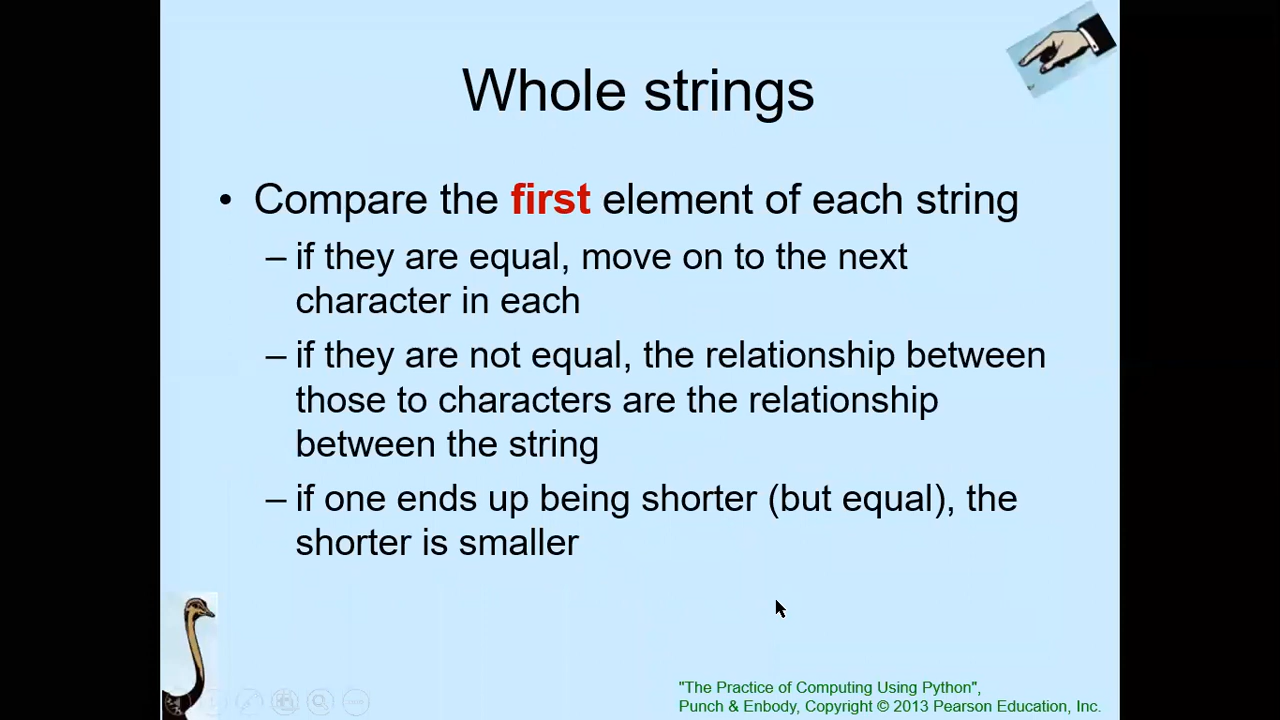 Whole strings
• Compare the first element of each string
– if they are equal, move on to the next
character in each
– if they are not equal, the relationship between
those to characters are the relationship
between the string
– if one ends up being shorter (but equal), the
shorter is smaller
"The Practice of Computing Using Python",
Punch & Enbody, Copyright © 2013 Pearson Education, Inc.